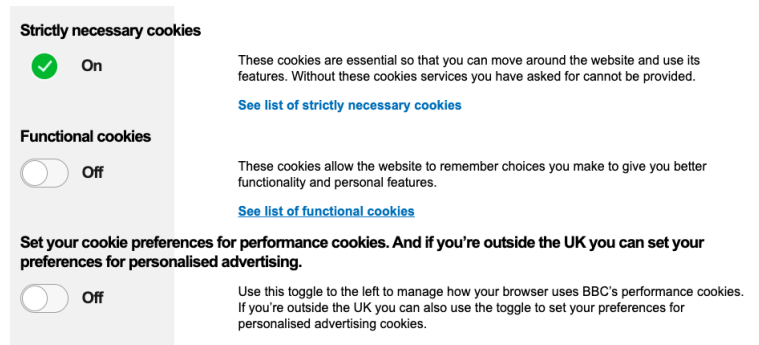 Strictly necessary cookies
On
These cookies are essential so that you can move around the website and use its
features. Without these cookies services you have asked for cannot be provided.
See list of strictly necessary cookies
Functional cookies
Off
These cookies allow the website to remember choices you make to give you better
functionality and personal features.
See list of functional cookies
Set your cookie preferences for performance cookies. And if you’re outside the UK you can set your
preferences for personalised advertising.
Off
Use this toggle to the left to manage how your browser uses BBC’s performance cookies.
If you’re outside the UK you can also use the toggle to set your preferences for
personalised advertising cookies.